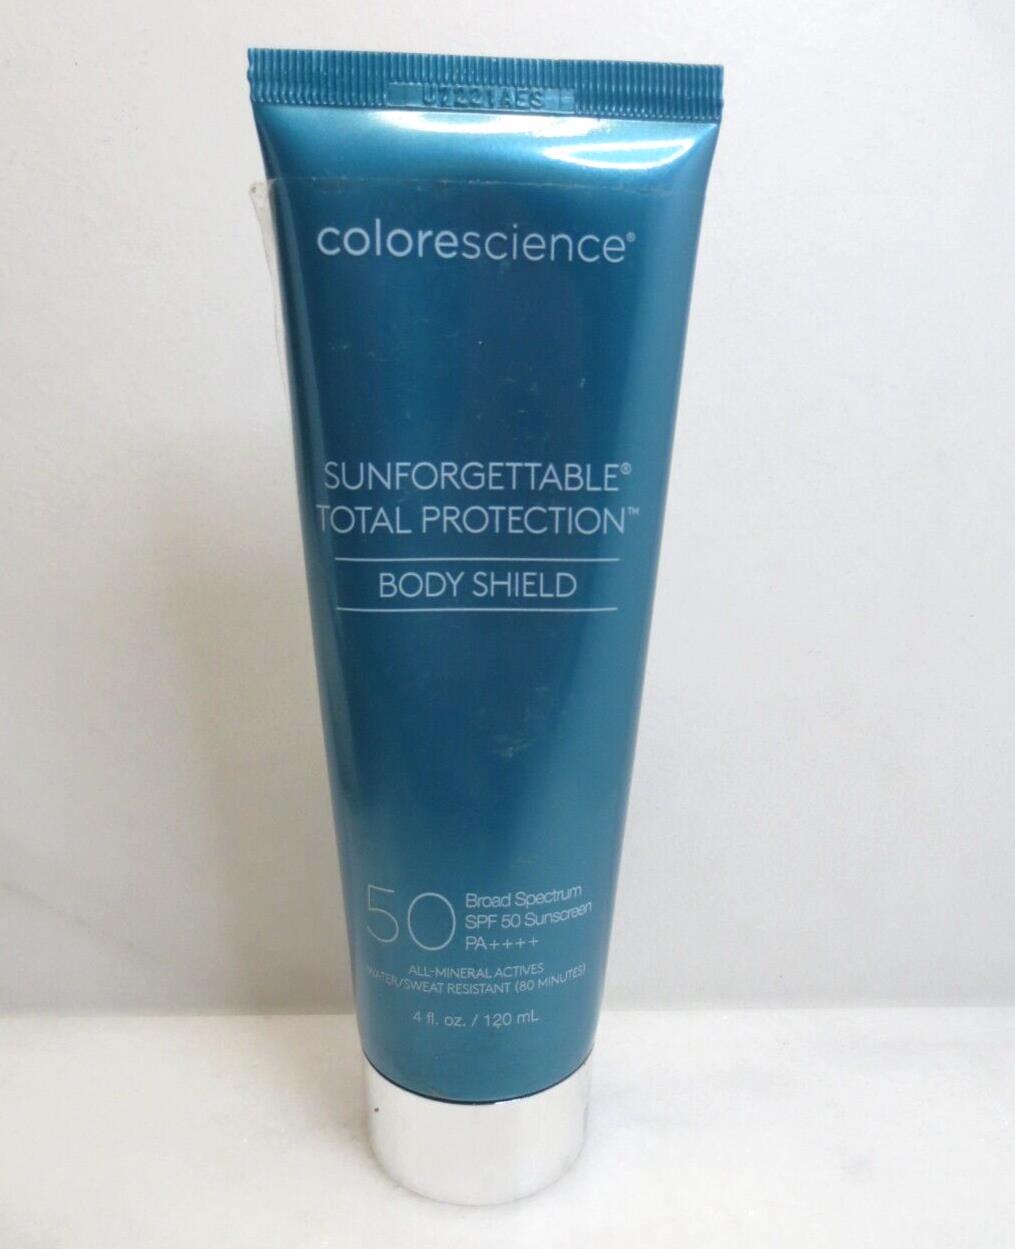 colorescience®
SUNFORGETTABLE®
TOTAL PROTECTION™
BODY SHIELD
50
Broad Spectrum
SPF 50 Sunscreen
PA++++
ALL-MINERAL ACTIVES
WATER/SWEAT RESISTANT (80 MINUTES)
4 fl. oz. / 120 mL